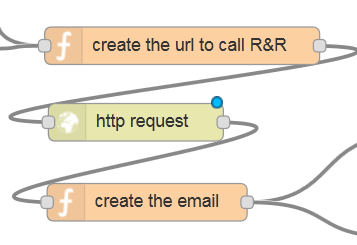 create the url to call R&R
http request
create the email